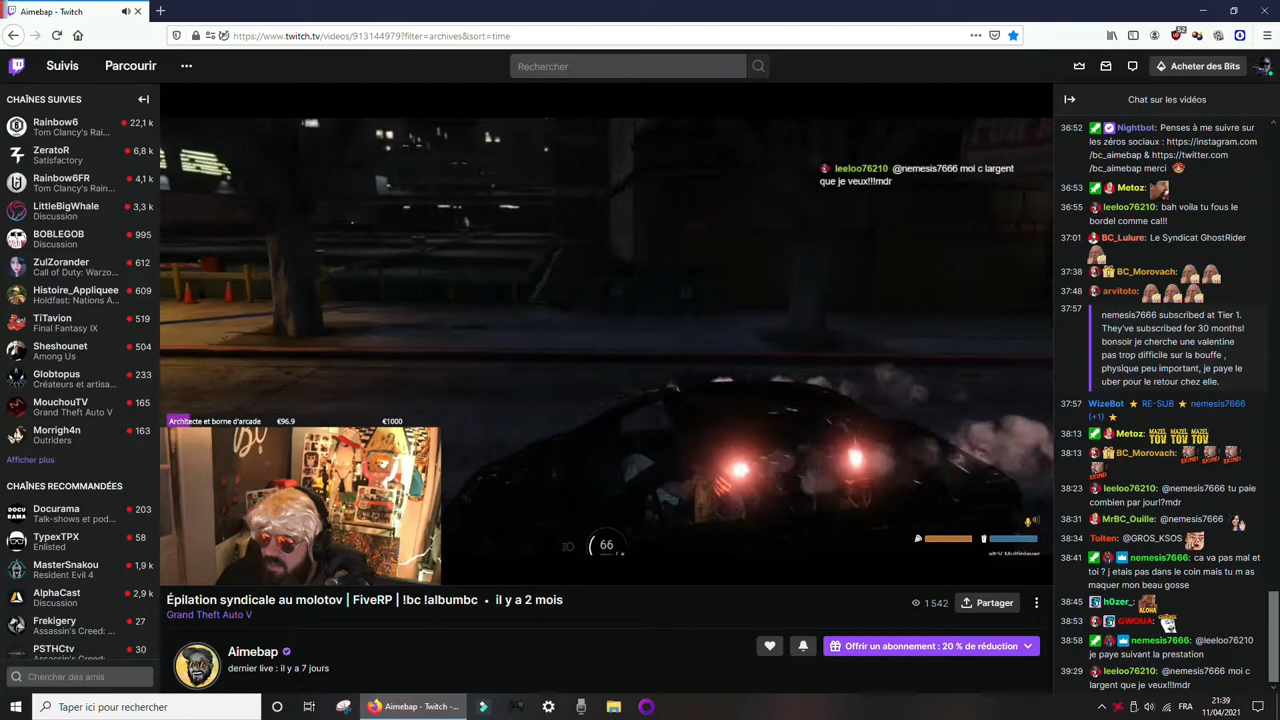 Aimebap - Twitch
https://www.twitch.tv/videos/913144979?filter=archives&sort=time
52
Suivis
Parcourir
Rechercher
Acheter des Bits
CHAÎNES SUIVIES
Rainbow6
Tom Clancy's Rai...
22,1 k
ZeratoR
Satisfactory
6,8 k
Rainbow6FR
Tom Clancy's Rai...
4,1 k
LittleBigWhale
Discussion
3,3 k
BOBLEGOB
Discussion
995
ZulZorander
Call of Duty: Warzo...
612
Histoire_Appliquee
Holdfast: Nations A...
609
TiTavion
Final Fantasy IX
519
Sheshounet
Among Us
504
Globtopus
Créateurs et artisa...
233
MouchouTV
Grand Theft Auto V
165
Morrigh4n
Outriders
163
Afficher plus
CHAÎNES RECOMMANDÉES
Docurama
Talk-shows et pod...
203
TypexTPX
Enlisted
58
MasterSnakou
Resident Evil 4
1,9 k
AlphaCast
Discussion
2,9 k
Frekigery
Assassin's Creed: ...
27
PSTHCtv
Assassin's Creed: ...
30
Chercher des amis
leeloo76210 @nemesis7666 moi c largent
que je veux!!!mdr
Architecte et borne d'arcade €96.9 €1000
66
alt:V Multiplayer
Épilation syndicale au molotov | FiveRP | !bc !albumbc • il y a 2 mois
Grand Theft Auto V
1 542
Partager
Aimebap
dernier live : il y a 7 jours
Offrir un abonnement : 20 % de réduction
Chat sur les vidéos
36:52 Nightbot: Penses à me suivre sur
les zéros sociaux : https://instagram.com
/bc_aimebap & https://twitter.com
/bc_aimebap merci
36:53 Metoz:
36:55 leeloo76210: bah voila tu fous le
bordel comme ca!!!
37:01 BC_Lulure: Le Syndicat GhostRider
37:38 BC_Morovach:
37:48 arvitoto:
37:57
nemesis7666 subscribed at Tier 1.
They've subscribed for 30 months!
bonsoir je cherche une valentine
pas trop difficile sur la bouffe ,
physique peu important, je paye le
uber pour le retour chez elle.
37:57 WizeBot ★ RE-SUB ★ nemesis7666
(+1) ★
38:13 Metoz: MAZEL TOV MAZEL TOV MAZEL TOV
38:13 BC_Morovach:
38:23 leeloo76210: @nemesis7666 tu paie
combien par jour!?mdr
38:31 MrBC_Ouille: @nemesis7666
38:34 Toiten: @GROS_KSOS
38:41 nemesis7666: ca va pas mal et
toi ? j etais pas dans le coin mais tu m as
maquer mon beau gosse
38:45 h0zer_: ALOHA
38:53 GWOUA:
38:58 nemesis7666: @leeloo76210
je paye suivant la prestation
39:29 leeloo76210: @nemesis7666 moi c
largent que je veux!!!mdr
Taper ici pour rechercher
Aimebap - Twitch -...
FRA
21:39
11/04/2021